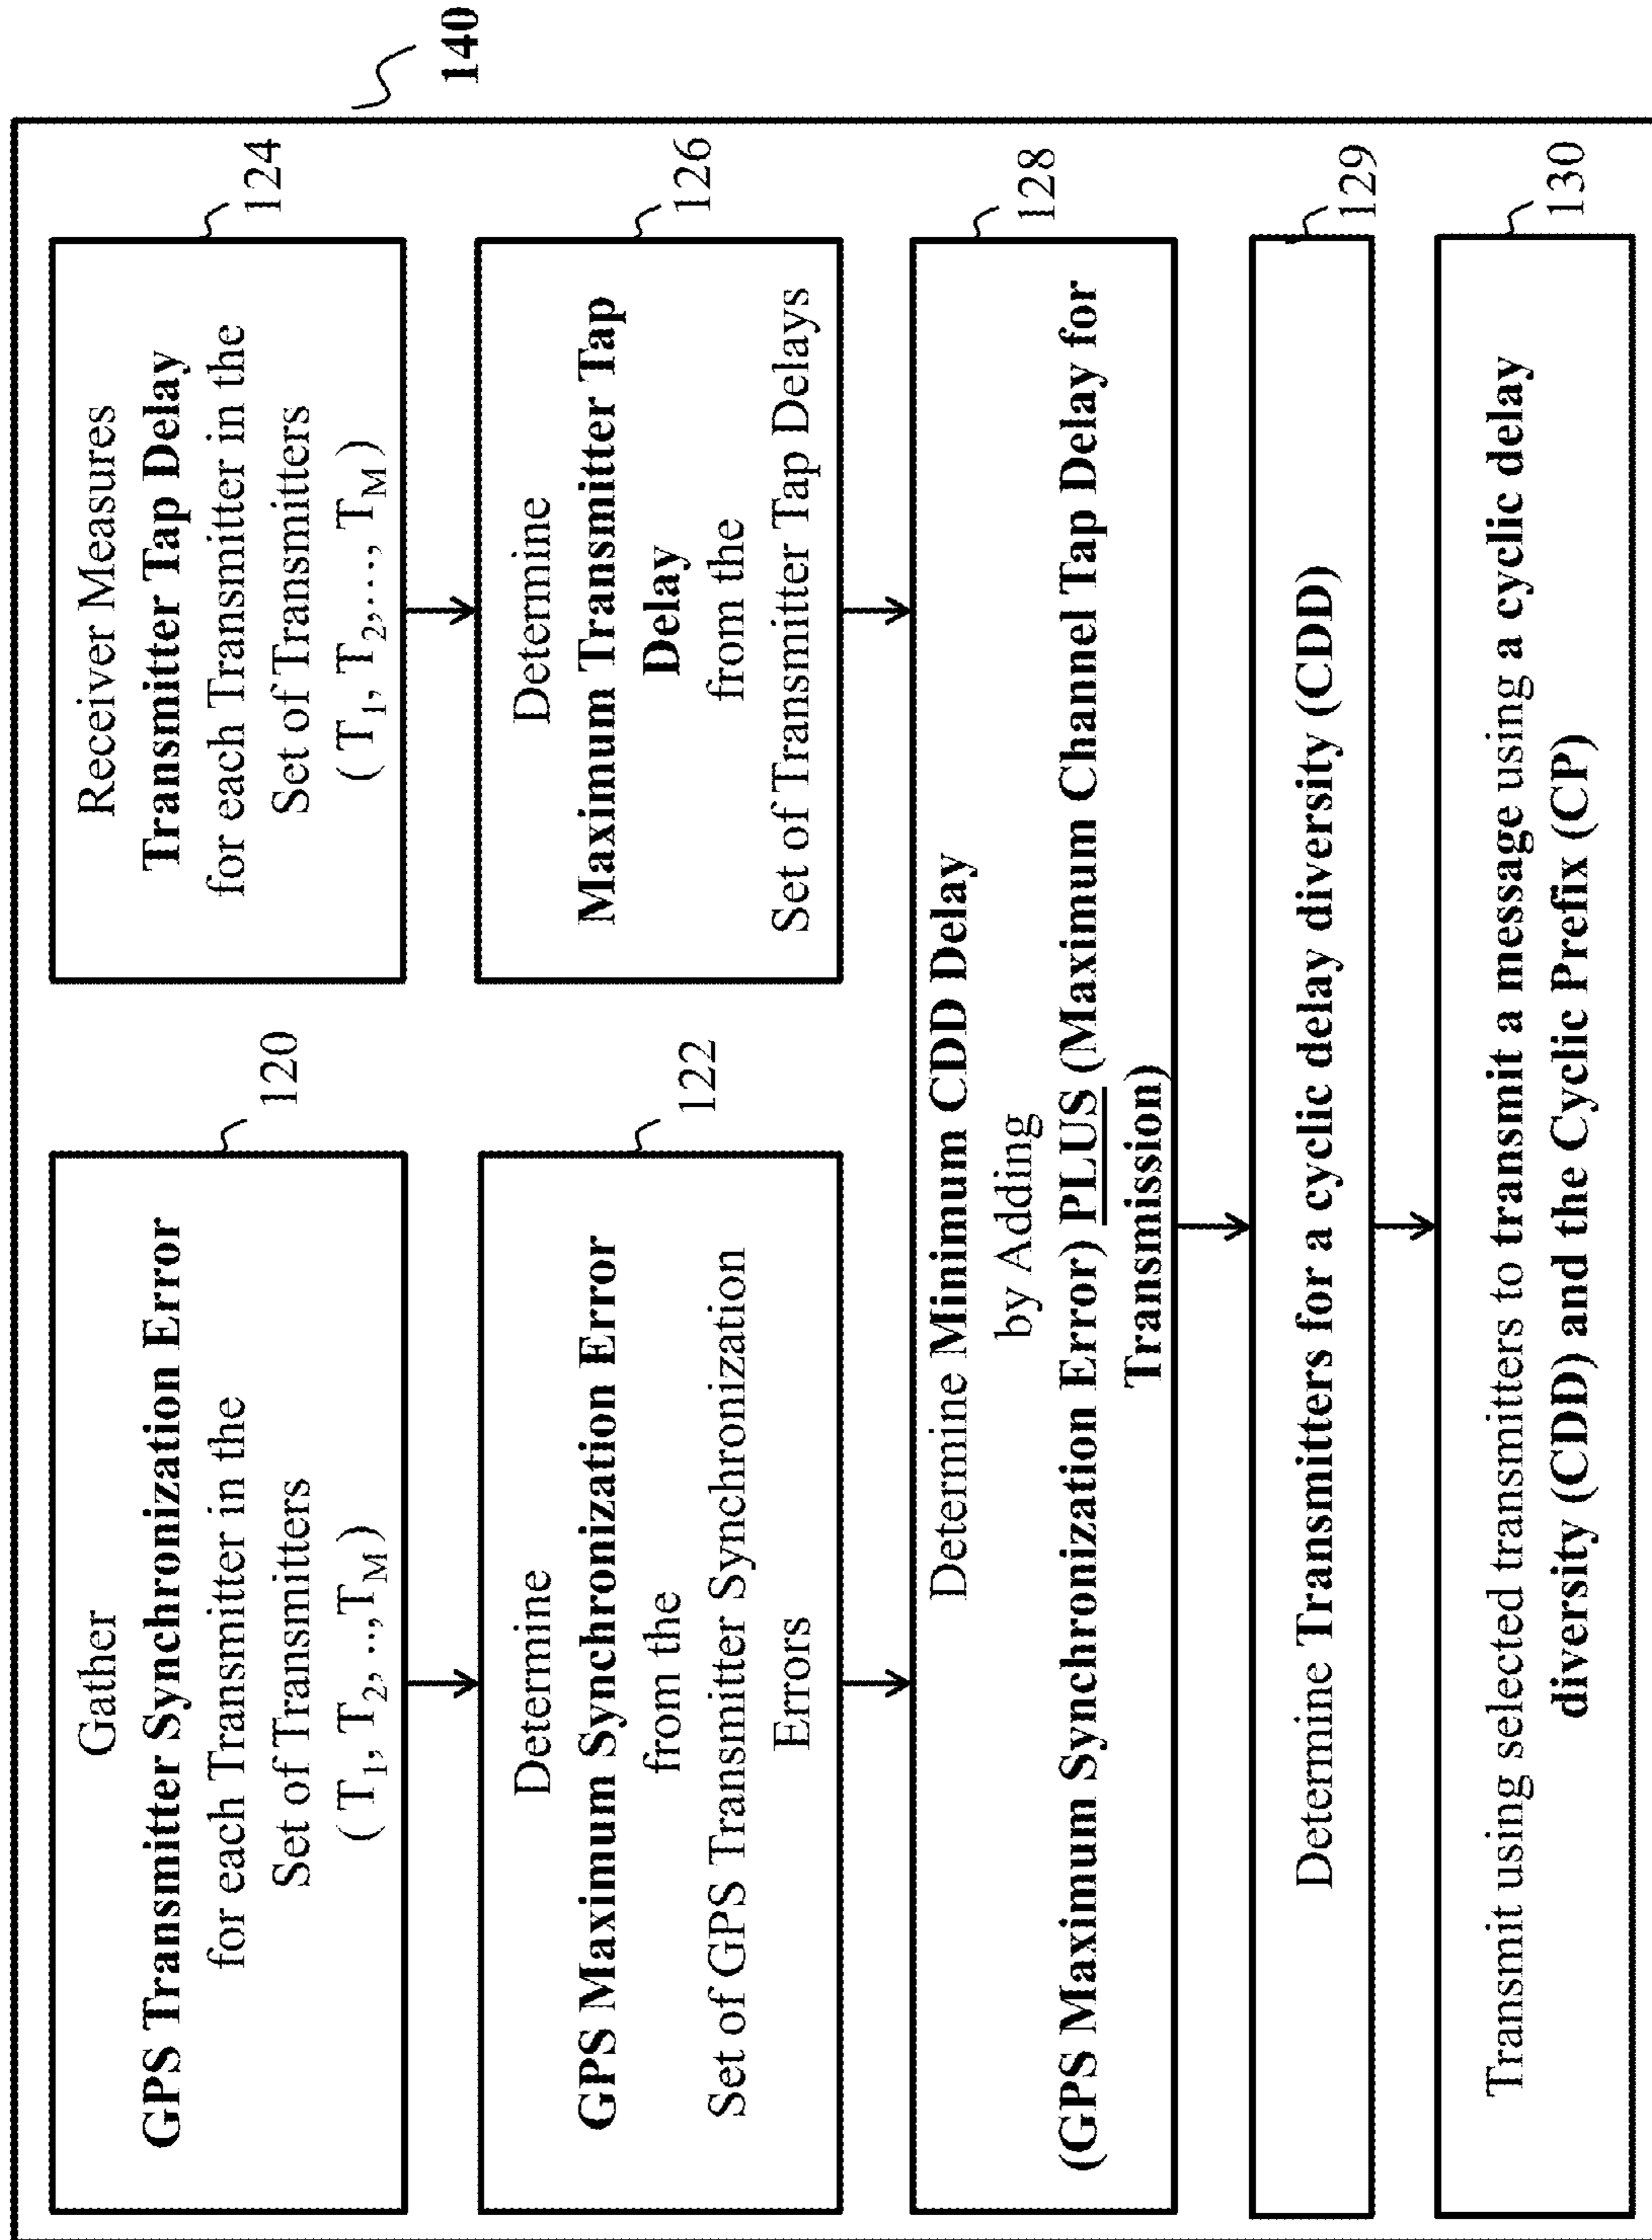 140
120
Gather
GPS Transmitter Synchronization Error
for each Transmitter in the
Set of Transmitters
( T1, T2, ..,TM)
124
Receiver Measures
Transmitter Tap Delay
for each Transmitter in the
Set of Transmitters
( T1, T2,..., TM)
122
Determine
GPS Maximum Synchronization Error
from the
Set of GPS Transmitter Synchronization
Errors
126
Determine
Maximum Transmitter Tap
Delay
from the
Set of Transmitter Tap Delays
128
Determine Minimum CDD Delay
by Adding
(GPS Maximum Synchronization Error) PLUS (Maximum Channel Tap Delay for
Transmission)
129
Determine Transmitters for a cyclic delay diversity (CDD)
130
Transmit using selected transmitters to transmit a message using a cyclic delay
diversity (CDD) and the Cyclic Prefix (CP)